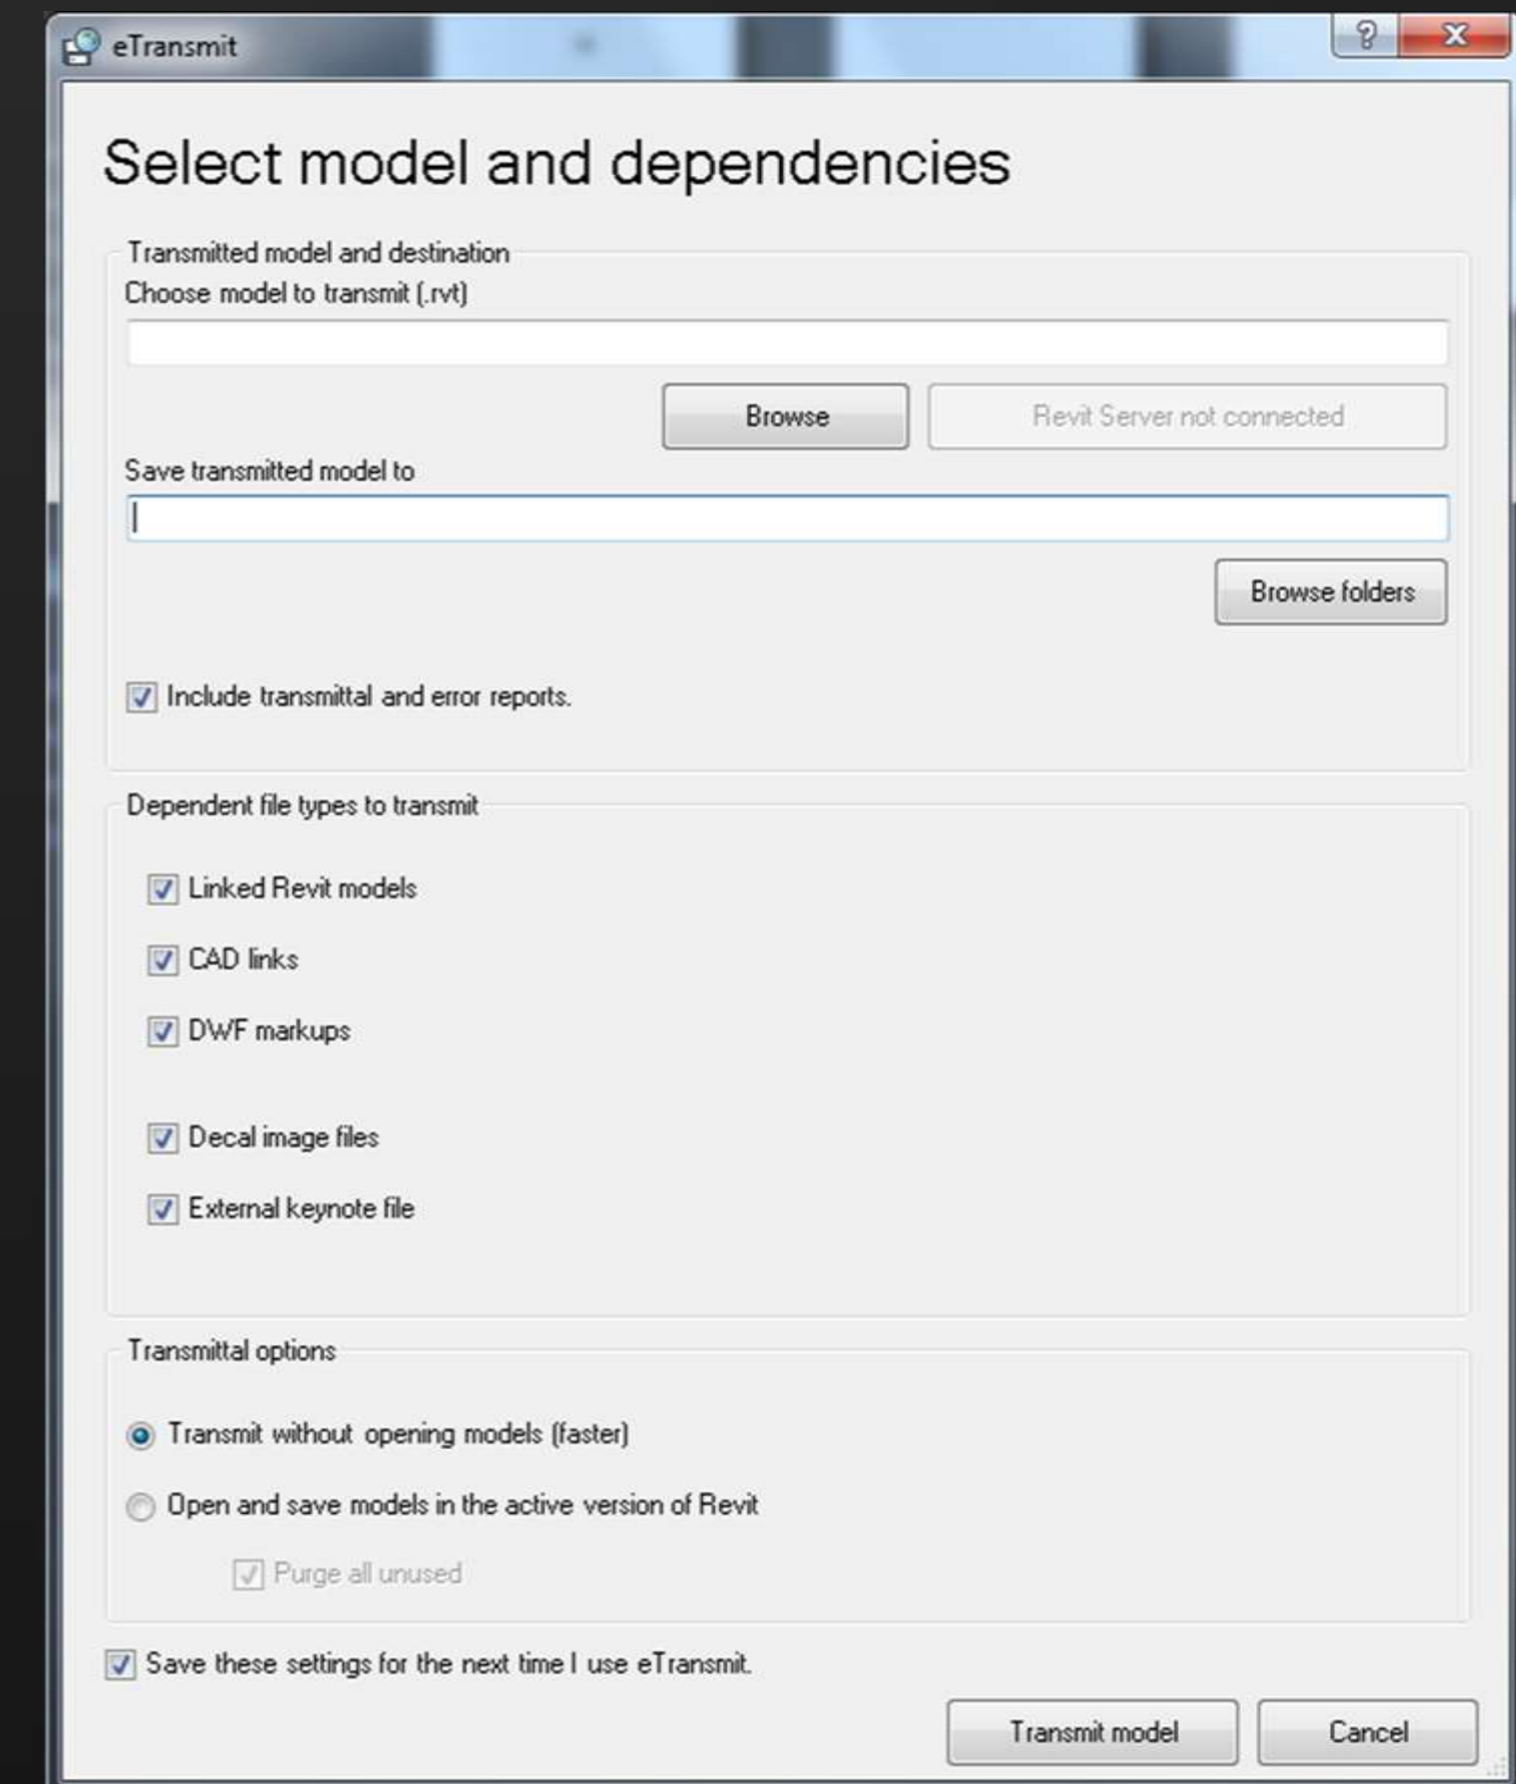 eTransmit
Select model and dependencies
Transmitted model and destination
Choose model to transmit (.rvt)
Browse
Revit Server not connected
Save transmitted model to
Browse folders
Include transmittal and error reports.
Dependent file types to transmit
Linked Revit models
CAD links
DWF markups
Decal image files
External keynote file
Transmittal options
Transmit without opening models (faster)
Open and save models in the active version of Revit
Purge all unused
Save these settings for the next time I use eTransmit.
Transmit model
Cancel